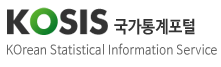 KOSIS 국가통계포털
KOrean Statistical Information Service